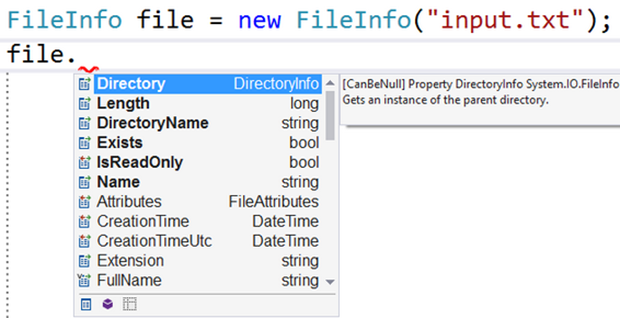 FileInfo file = new FileInfo("input.txt");
file.
Directory DirectoryInfo
[CanBeNull] Property DirectoryInfo System.IO.FileInfo
Gets an instance of the parent directory.
Length long
DirectoryName string
Exists bool
IsReadOnly bool
Name string
Attributes FileAttributes
CreationTime DateTime
CreationTimeUtc DateTime
Extension string
FullName string